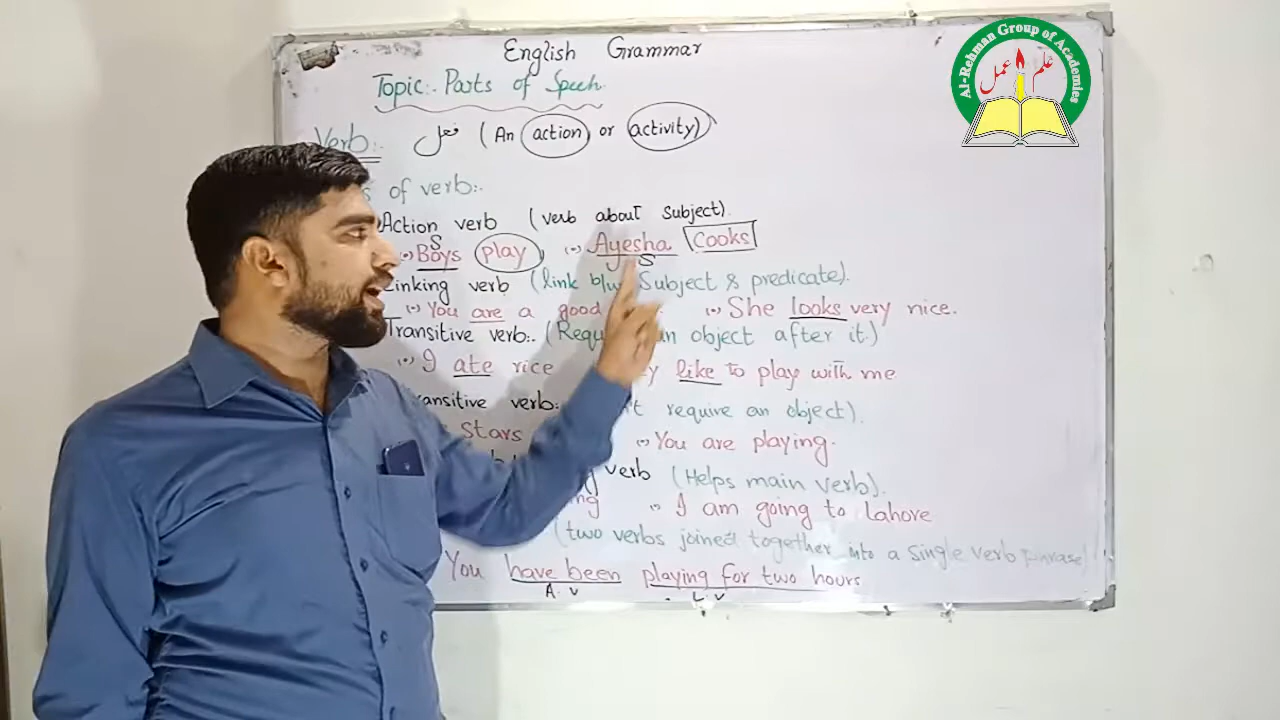 English Grammar
Topic:- Parts of Speech.
Verb:- فعل (An action or activity)
of verb:-
Action verb (verb about subject).
S
Boys play Ayesha Cooks
S
Linking verb (link b/w Subject & predicate).
You are a good She looks very nice.
Transitive verb:- (Requ an object after it.)
I ate rice like to play with me
verb:- require an object).
Stars You are playing.
verb (Helps main verb).
I am going to Lahore
(two verbs joined together into a single verb phrase)
You have been playing for two hours
A. v L. v
Al-Rehman Group of Academies
علم عمل